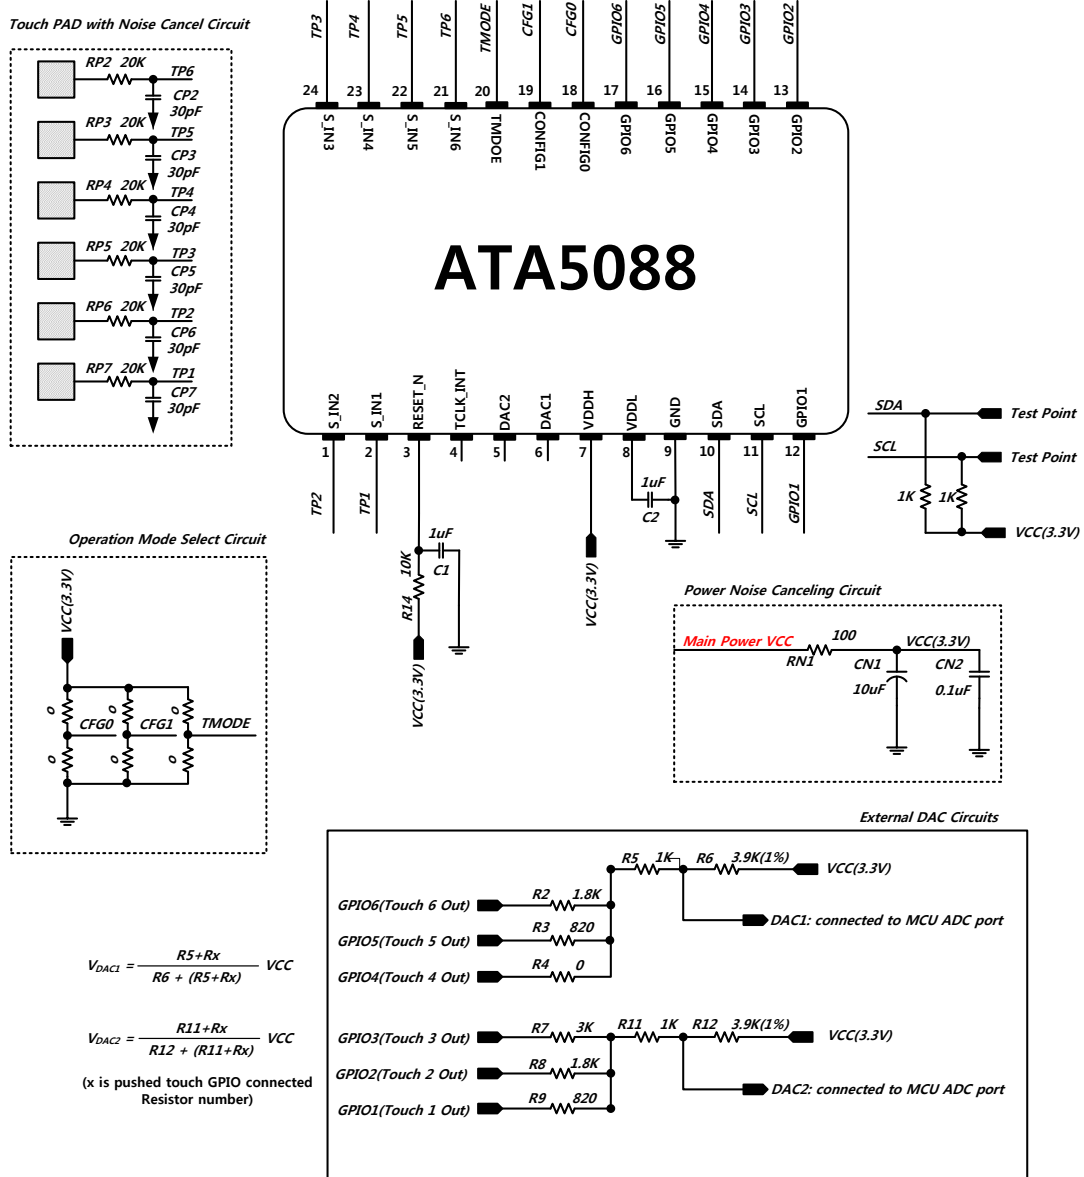 Touch PAD with Noise Cancel Circuit
RP2 20K TP6
CP2
30pF
RP3 20K TP5
CP3
30pF
RP4 20K TP4
CP4
30pF
RP5 20K TP3
CP5
30pF
RP6 20K TP2
CP6
30pF
RP7 20K TP1
CP7
30pF
TP3 TP4 TP5 TP6 TMODE CFG1 CFG0 GPIO6 GPIO5 GPIO4 GPIO3 GPIO2
24 23 22 21 20 19 18 17 16 15 14 13
S_IN3 S_IN4 S_IN5 S_IN6 TMDOE CONFIG1 CONFIG0 GPIO6 GPIO5 GPIO4 GPIO3 GPIO2
ATA5088
S_IN2 S_IN1 RESET_N TCLK_INT DAC2 DAC1 VDDH VDDL GND SDA SCL GPIO1
1 2 3 4 5 6 7 8 9 10 11 12
TP2 TP1 SDA SCL GPIO1
1uF
C2
1uF
C1
10K
R14
VCC(3.3V)
VCC(3.3V)
SDA Test Point
SCL Test Point
1K 1K
VCC(3.3V)
Operation Mode Select Circuit
VCC(3.3V)
0 0 0
CFG0 CFG1 TMODE
0 0 0
Power Noise Canceling Circuit
Main Power VCC 100 VCC(3.3V)
RN1 CN1 CN2
10uF 0.1uF
External DAC Circuits
R5 1K R6 3.9K(1%) VCC(3.3V)
GPIO6(Touch 6 Out) R2 1.8K
DAC1: connected to MCU ADC port
GPIO5(Touch 5 Out) R3 820
GPIO4(Touch 4 Out) R4 0
GPIO3(Touch 3 Out) R7 3K R11 1K R12 3.9K(1%) VCC(3.3V)
GPIO2(Touch 2 Out) R8 1.8K
DAC2: connected to MCU ADC port
GPIO1(Touch 1 Out) R9 820
R5+Rx
VDAC1 = VCC
R6 + (R5+Rx)
R11+Rx
VDAC2 = VCC
R12 + (R11+Rx)
(x is pushed touch GPIO connected
Resistor number)